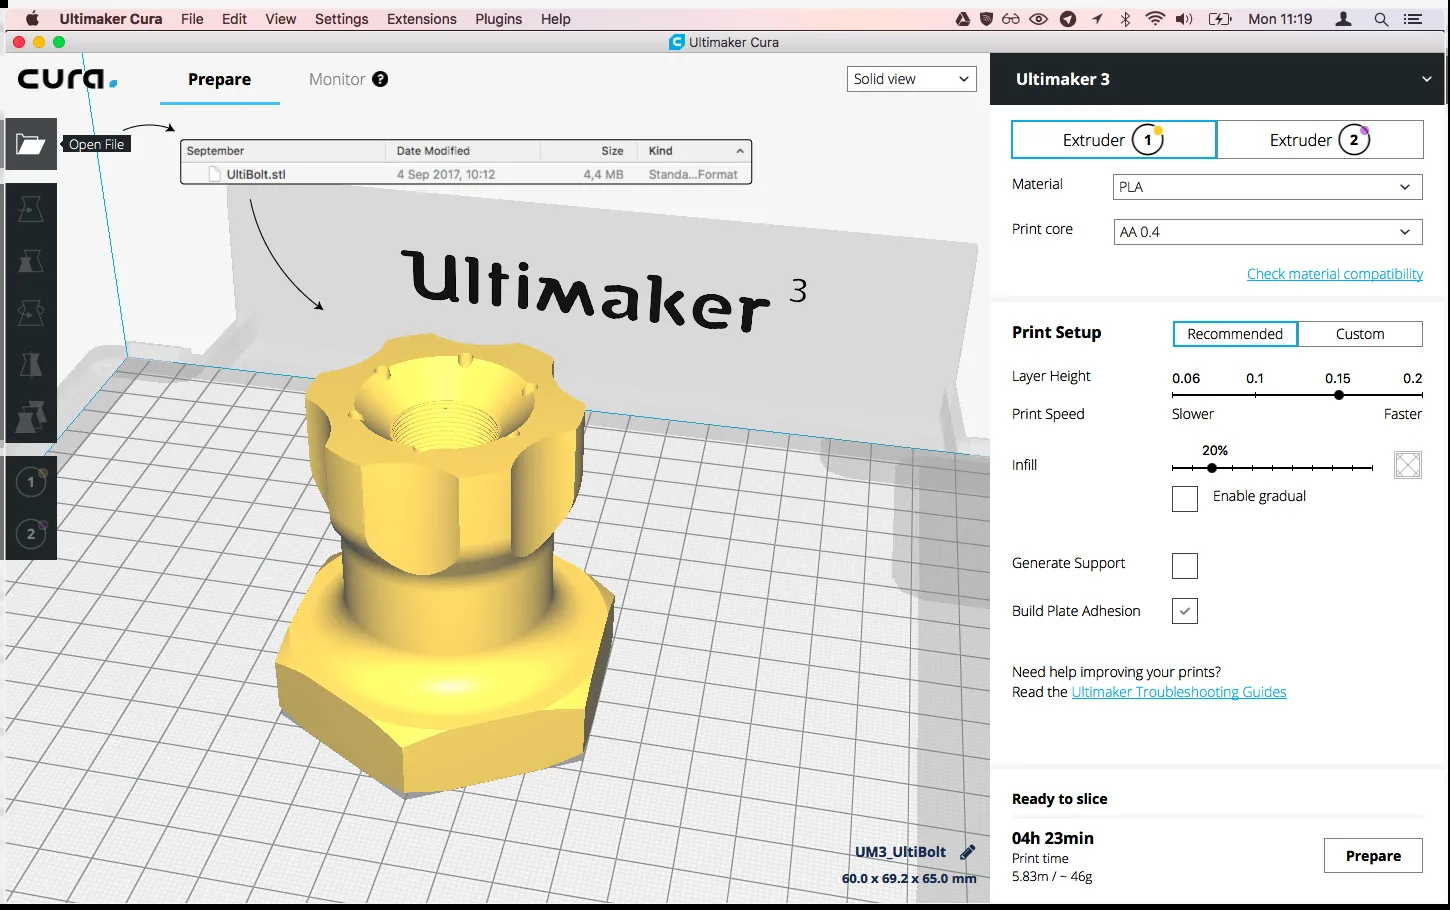 Ultimaker Cura File Edit View Settings Extensions Plugins Help Mon 11:19
Ultimaker Cura
cura. Prepare Monitor ? Solid view
Open File
September Date Modified Size Kind
UltiBolt.stl 4 Sep 2017, 10:12 4,4 MB Standa...Format
Ultimaker 3
1
2
UM3_UltiBolt
60.0 x 69.2 x 65.0 mm
Ultimaker 3
Extruder 1 Extruder 2
Material PLA
Print core AA 0.4
Check material compatibility
Print Setup Recommended Custom
Layer Height 0.06 0.1 0.15 0.2
Print Speed Slower Faster
20%
Infill
Enable gradual
Generate Support
Build Plate Adhesion
Need help improving your prints?
Read the Ultimaker Troubleshooting Guides
Ready to slice
04h 23min
Print time
5.83m / ~ 46g
Prepare